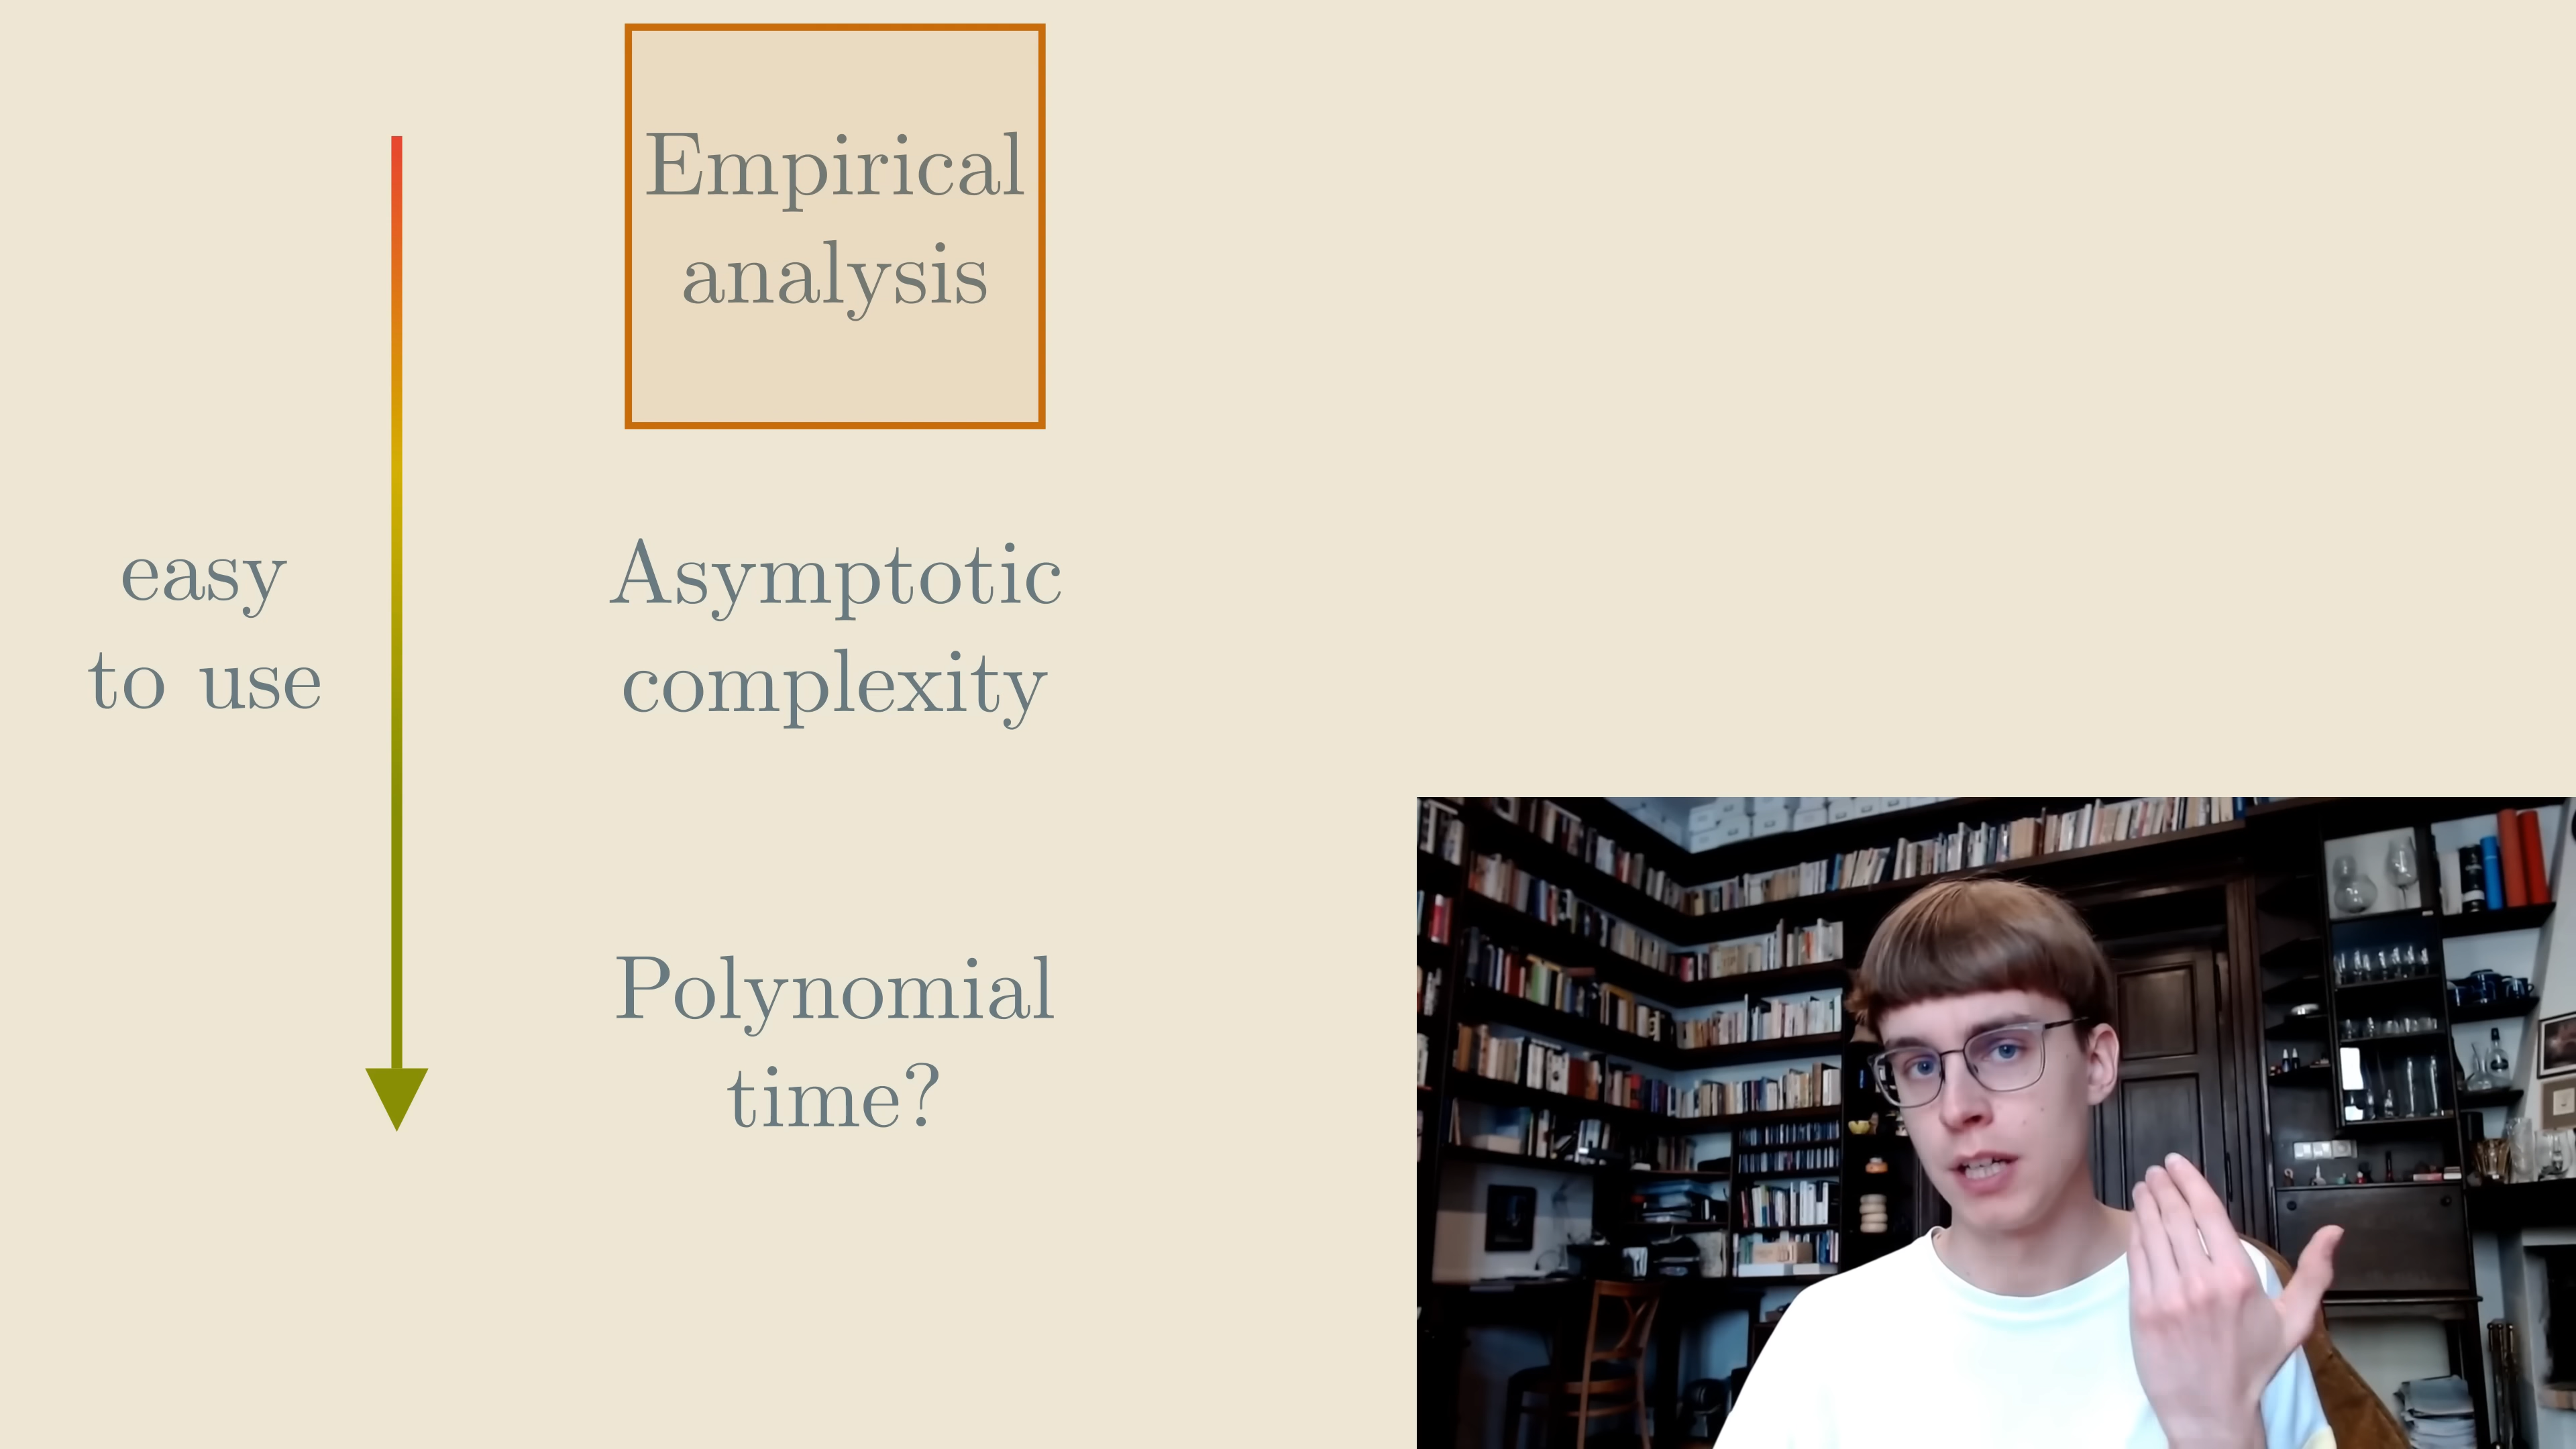 Empirical
analysis
easy
to use
Asymptotic
complexity
Polynomial
time?